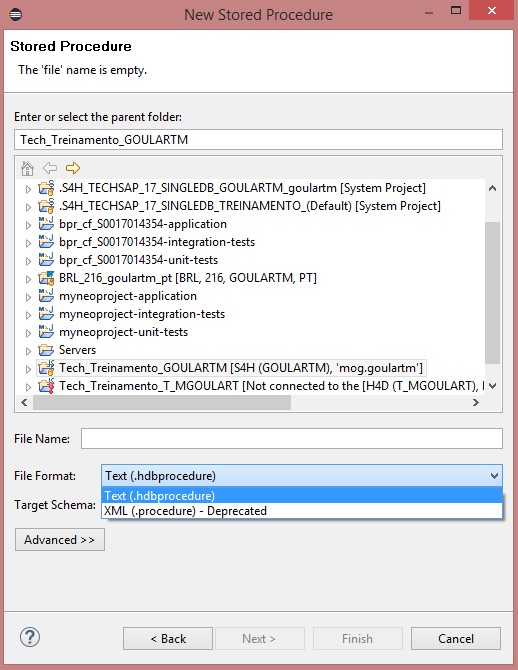 New Stored Procedure
Stored Procedure
The 'file' name is empty.
Enter or select the parent folder:
Tech_Treinamento_GOULARTM
.S4H_TECHSAP_17_SINGLEDB_GOULARTM_goulartm [System Project]
.S4H_TECHSAP_17_SINGLEDB_TREINAMENTO_(Default) [System Project]
bpr_cf_S0017014354-application
bpr_cf_S0017014354-integration-tests
bpr_cf_S0017014354-unit-tests
BRL_216_goulartm_pt [BRL, 216, GOULARTM, PT]
myneoproject-application
myneoproject-integration-tests
myneoproject-unit-tests
Servers
Tech_Treinamento_GOULARTM [S4H (GOULARTM), 'mog.goulartm']
Tech_Treinamento_T_MGOULART [Not connected to the [H4D (T_MGOULART),
File Name:
File Format: Text (.hdbprocedure)
Text (.hdbprocedure)
Target Schema: XML (.procedure) - Deprecated
Advanced >>
? < Back Next > Finish Cancel